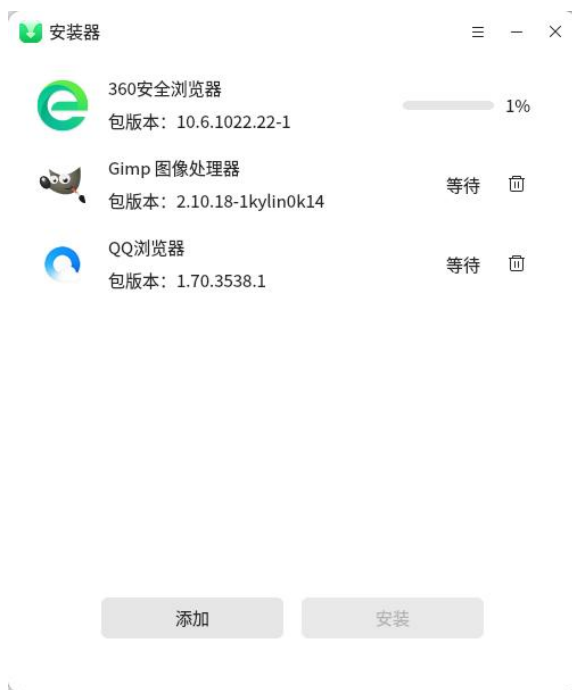 安装器
360安全浏览器
包版本：10.6.1022.22-1
1%
Gimp 图像处理器
包版本：2.10.18-1kylin0k14
等待
QQ浏览器
包版本：1.70.3538.1
等待
添加
安装